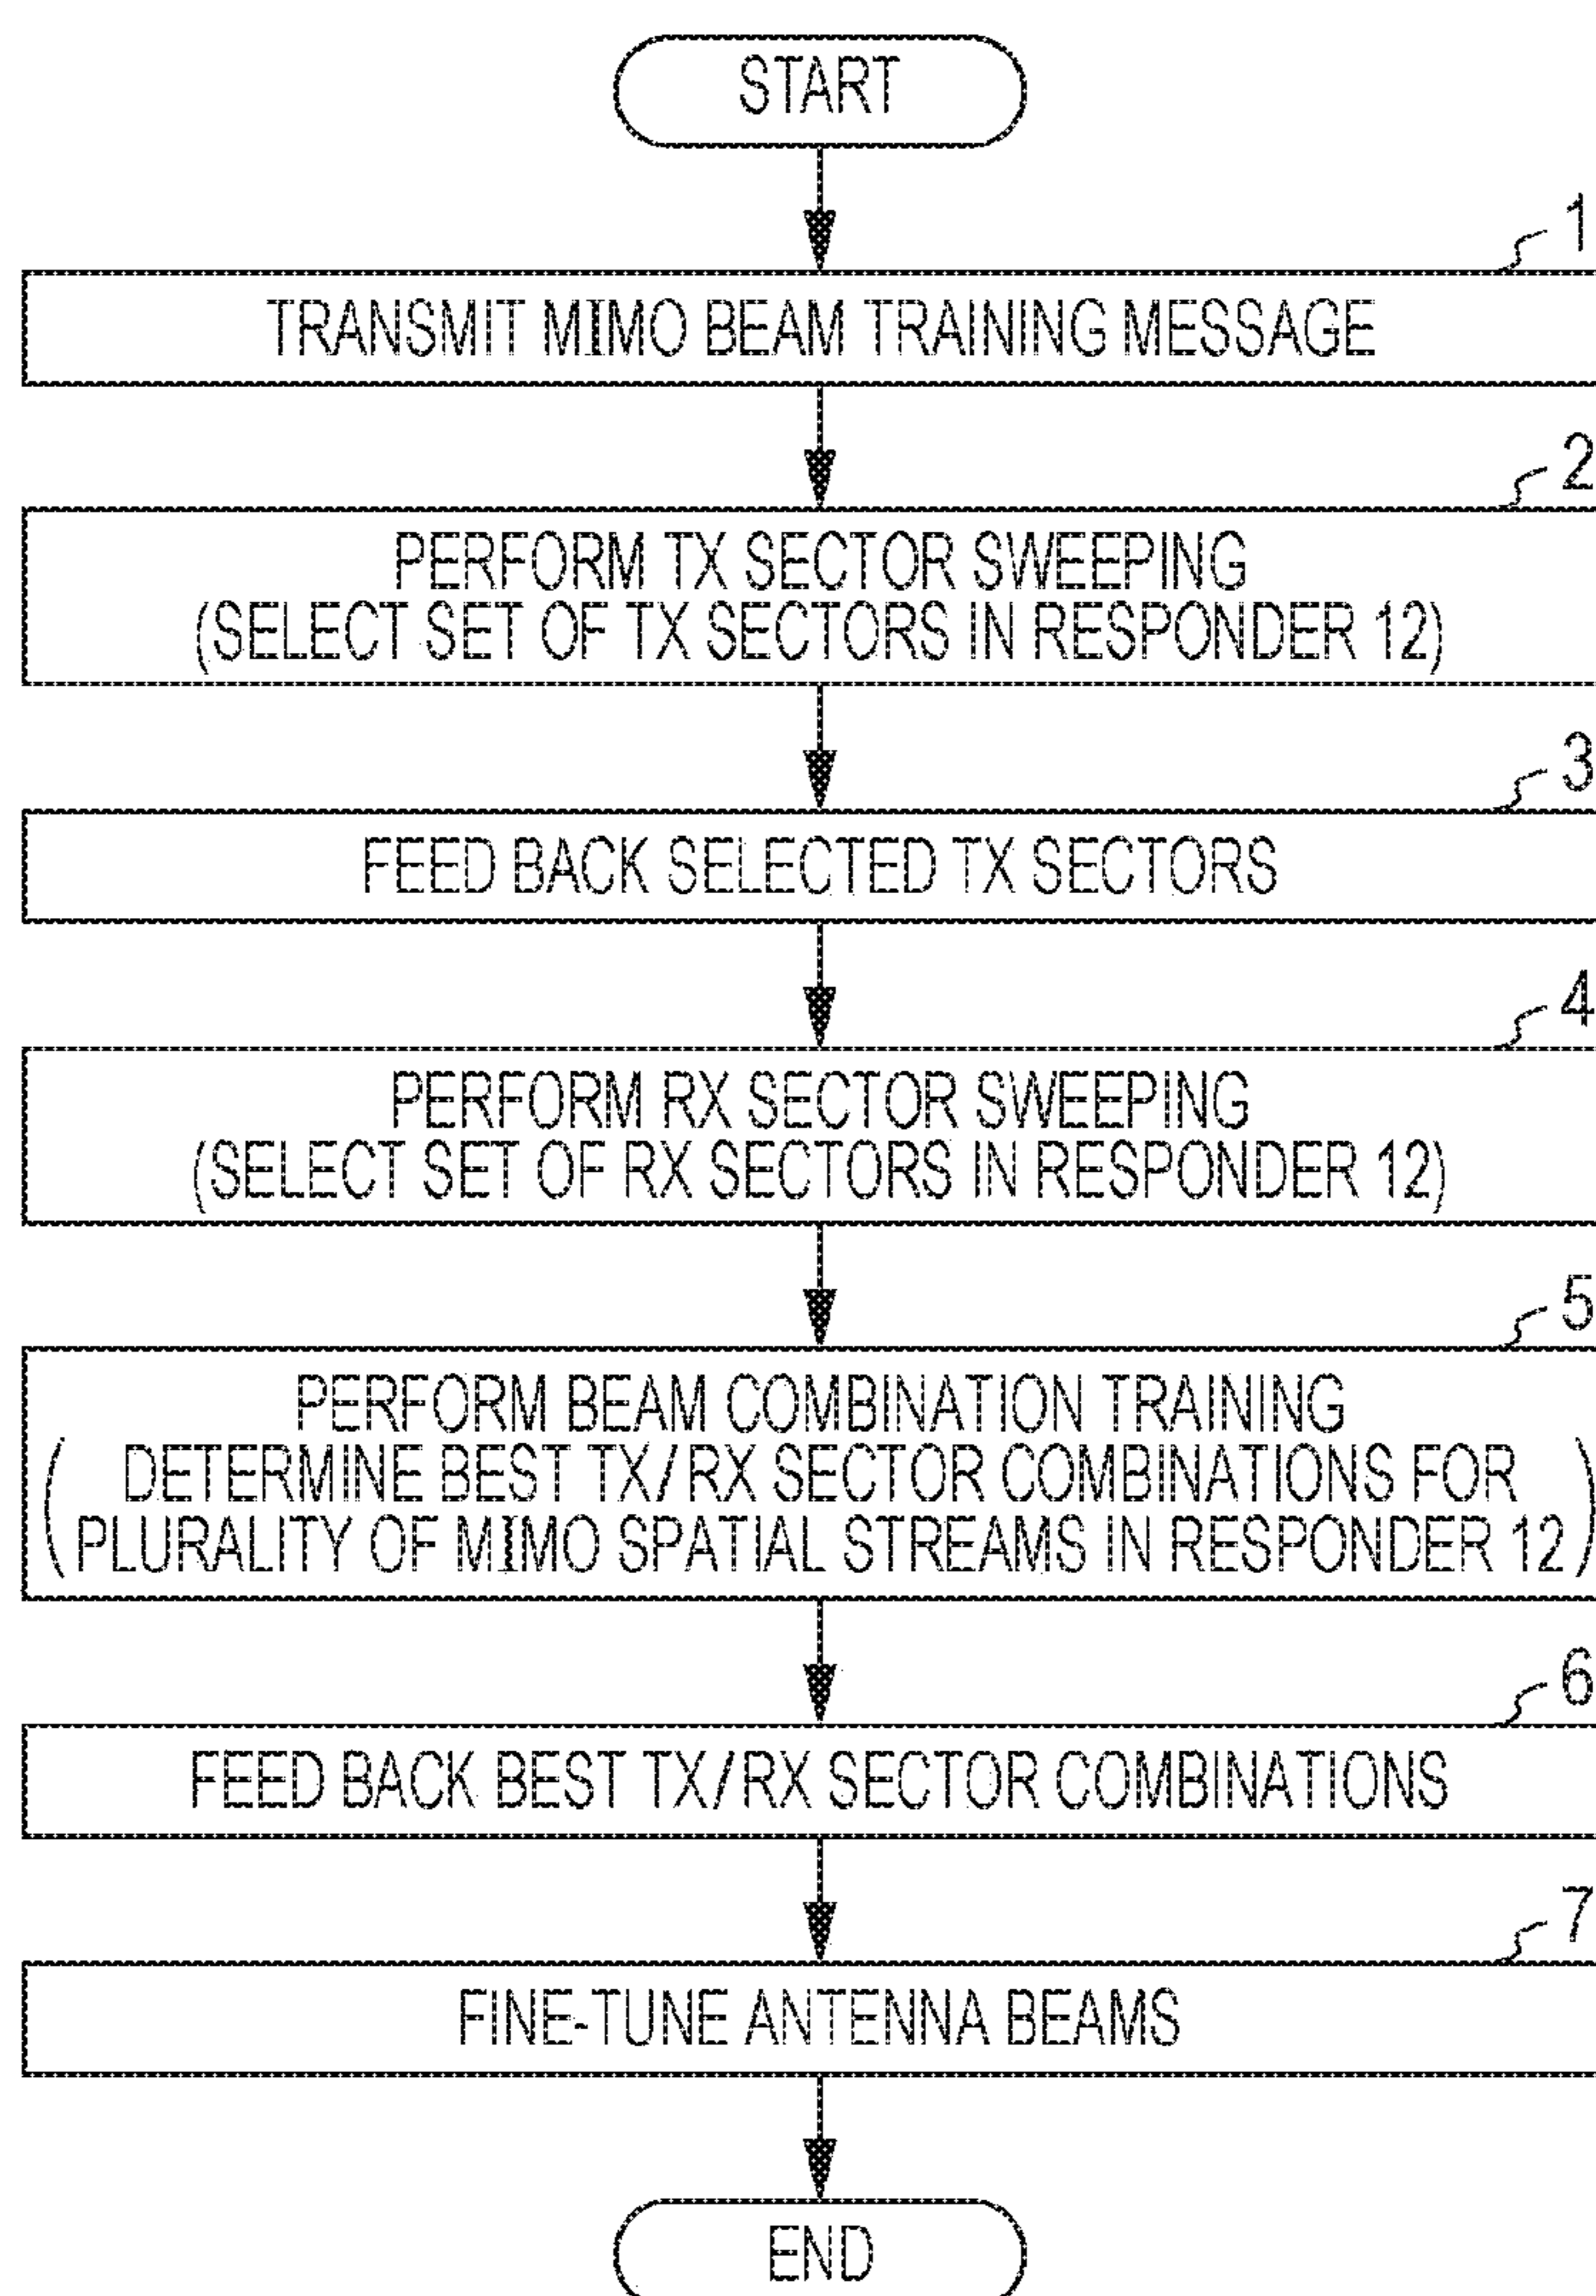 START
1
TRANSMIT MIMO BEAM TRAINING MESSAGE
2
PERFORM TX SECTOR SWEEPING
(SELECT SET OF TX SECTORS IN RESPONDER 12)
3
FEED BACK SELECTED TX SECTORS
4
PERFORM RX SECTOR SWEEPING
(SELECT SET OF RX SECTORS IN RESPONDER 12)
5
PERFORM BEAM COMBINATION TRAINING
(DETERMINE BEST TX/RX SECTOR COMBINATIONS FOR
PLURALITY OF MIMO SPATIAL STREAMS IN RESPONDER 12)
6
FEED BACK BEST TX/RX SECTOR COMBINATIONS
7
FINE-TUNE ANTENNA BEAMS
END